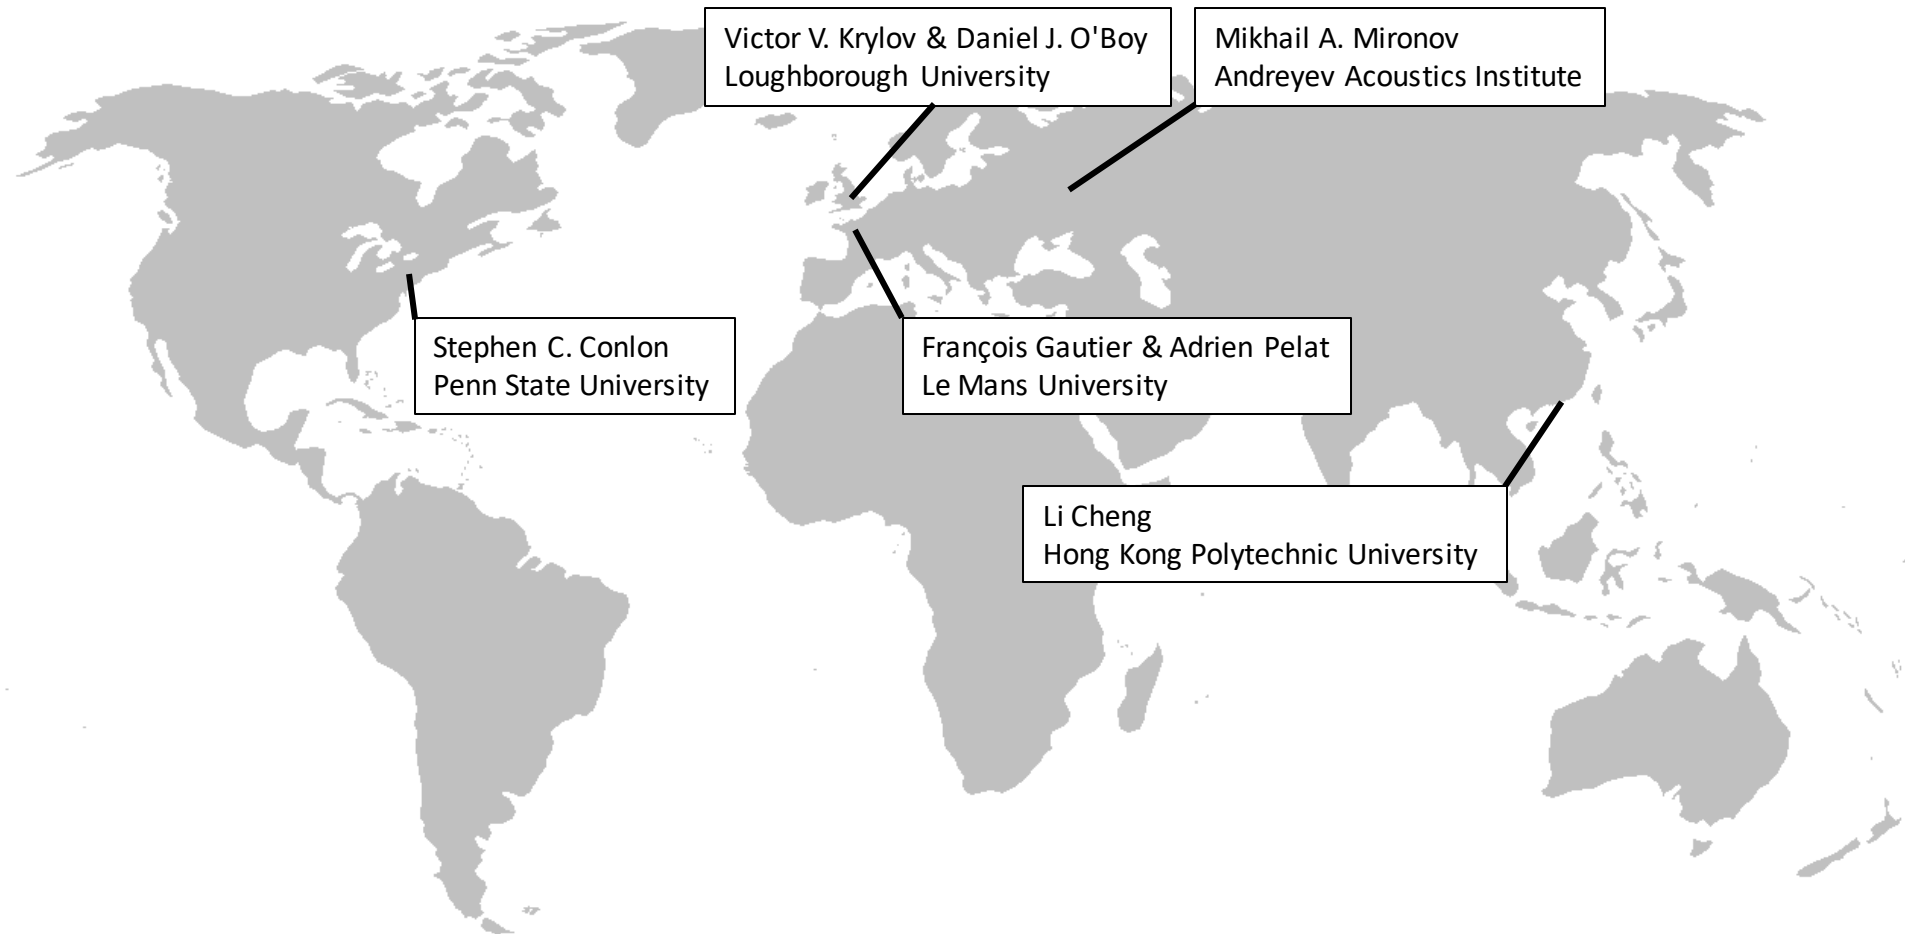 Victor V. Krylov & Daniel J. O'Boy
Loughborough University
Mikhail A. Mironov
Andreyev Acoustics Institute
Stephen C. Conlon
Penn State University
François Gautier & Adrien Pelat
Le Mans University
Li Cheng
Hong Kong Polytechnic University